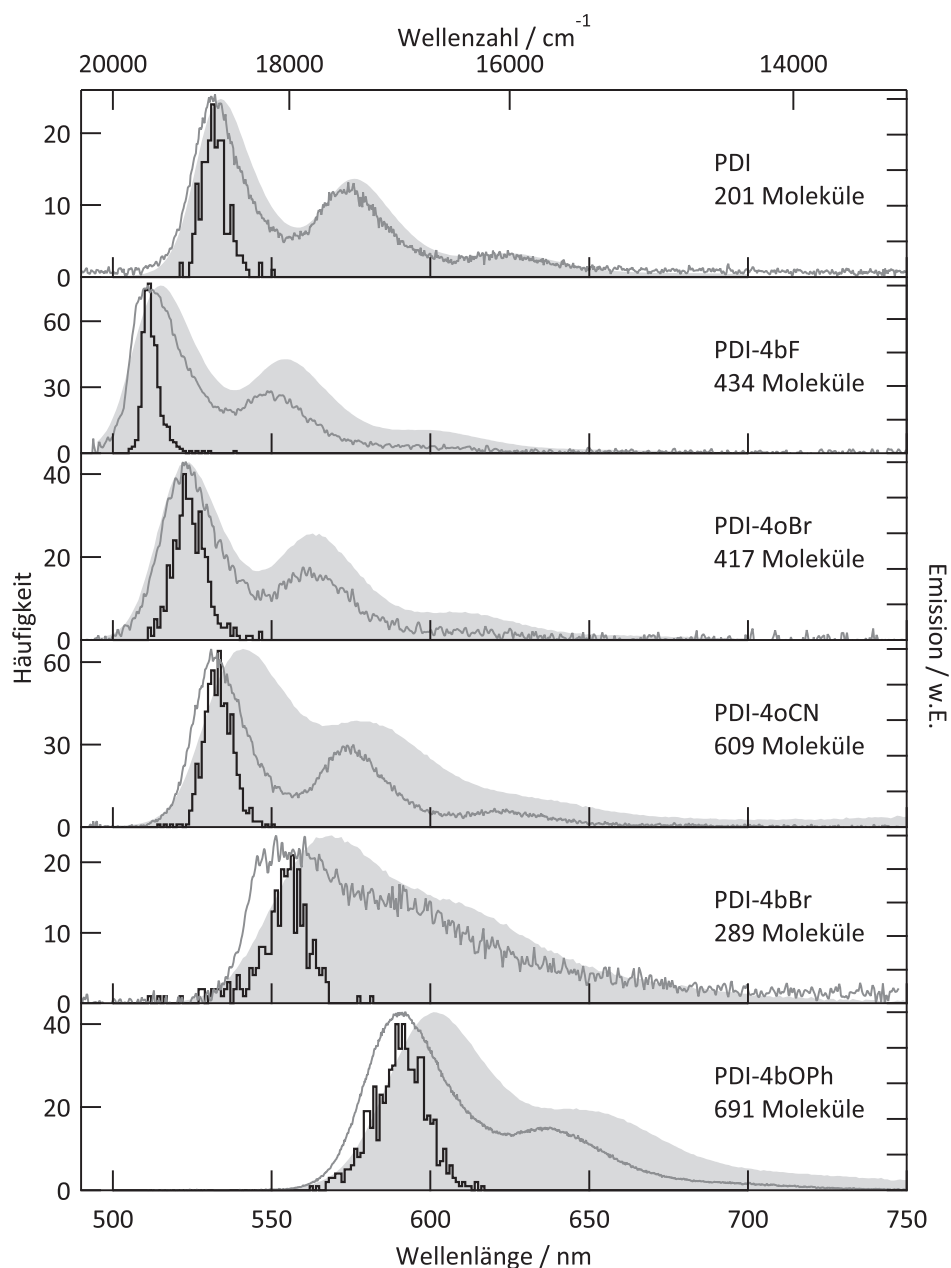 Wellenzahl / cm-1
20000 18000 16000 14000
20
10
0
PDI
201 Moleküle
60
30
0
PDI-4bF
434 Moleküle
40
20
0
PDI-4oBr
417 Moleküle
Häufigkeit
Emission / w.E.
60
30
0
PDI-4oCN
609 Moleküle
20
10
0
PDI-4bBr
289 Moleküle
40
20
0
PDI-4bOPh
691 Moleküle
500 550 600 650 700 750
Wellenlänge / nm